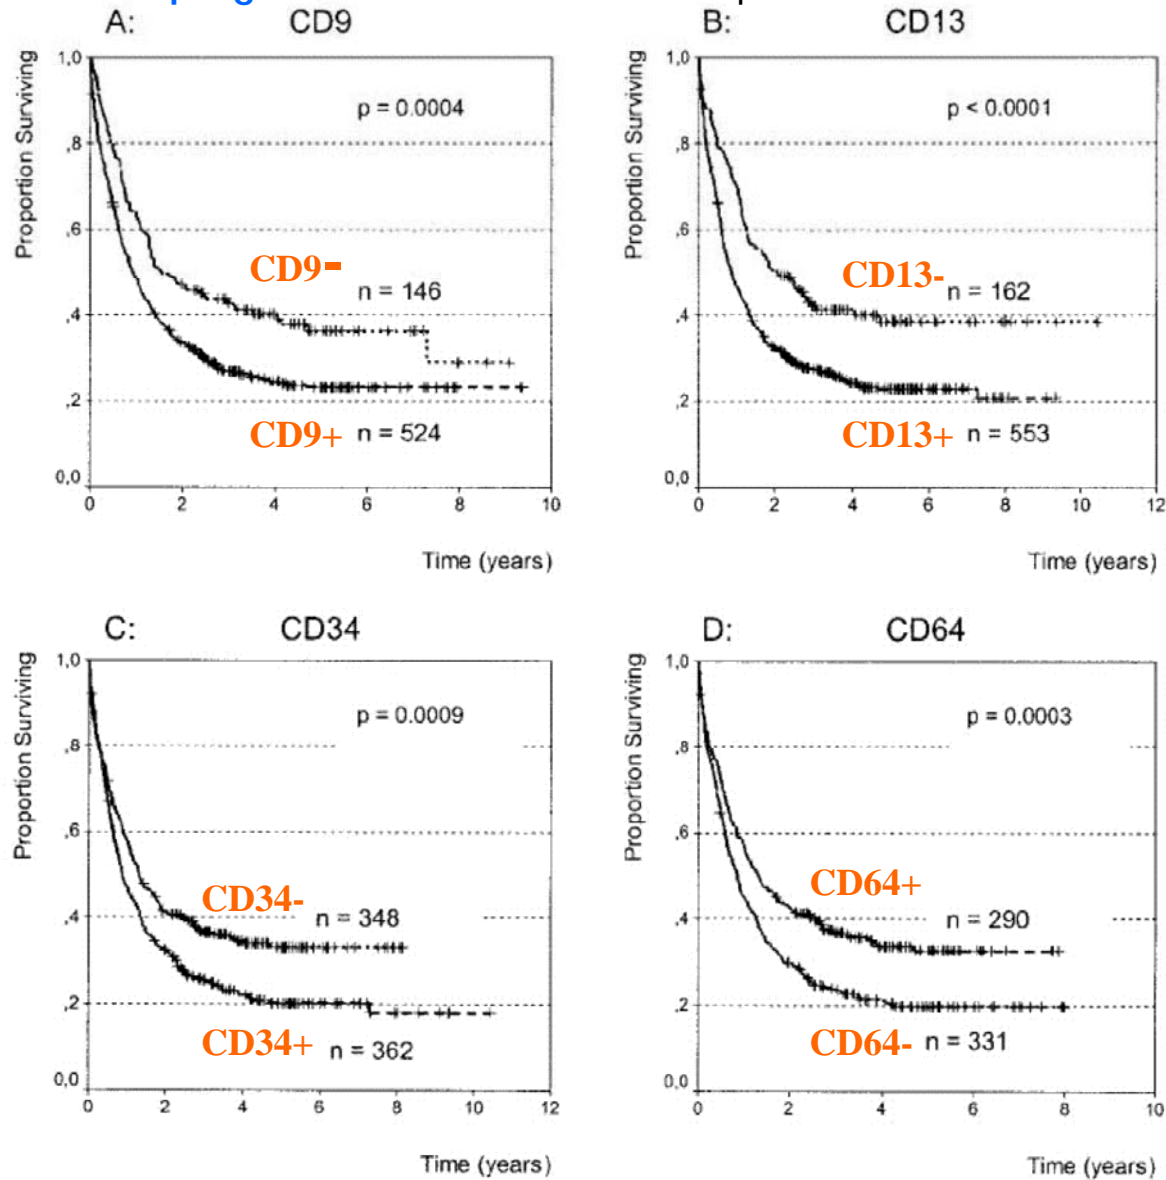 A: CD9
Proportion Surviving
1,0
,8
,6
,4
,2
0,0
p = 0.0004
CD9-
n = 146
CD9+ n = 524
0 2 4 6 8 10
Time (years)
B: CD13
Proportion Surviving
1,0
,8
,6
,4
,2
0,0
p < 0.0001
CD13-
n = 162
CD13+ n = 553
0 2 4 6 8 10 12
Time (years)
C: CD34
Proportion Surviving
1,0
,8
,6
,4
,2
0,0
p = 0.0009
CD34-
n = 348
CD34+ n = 362
0 2 4 6 8 10 12
Time (years)
D: CD64
Proportion Surviving
1,0
,8
,6
,4
,2
0,0
p = 0.0003
CD64+
n = 290
CD64- n = 331
0 2 4 6 8 10
Time (years)